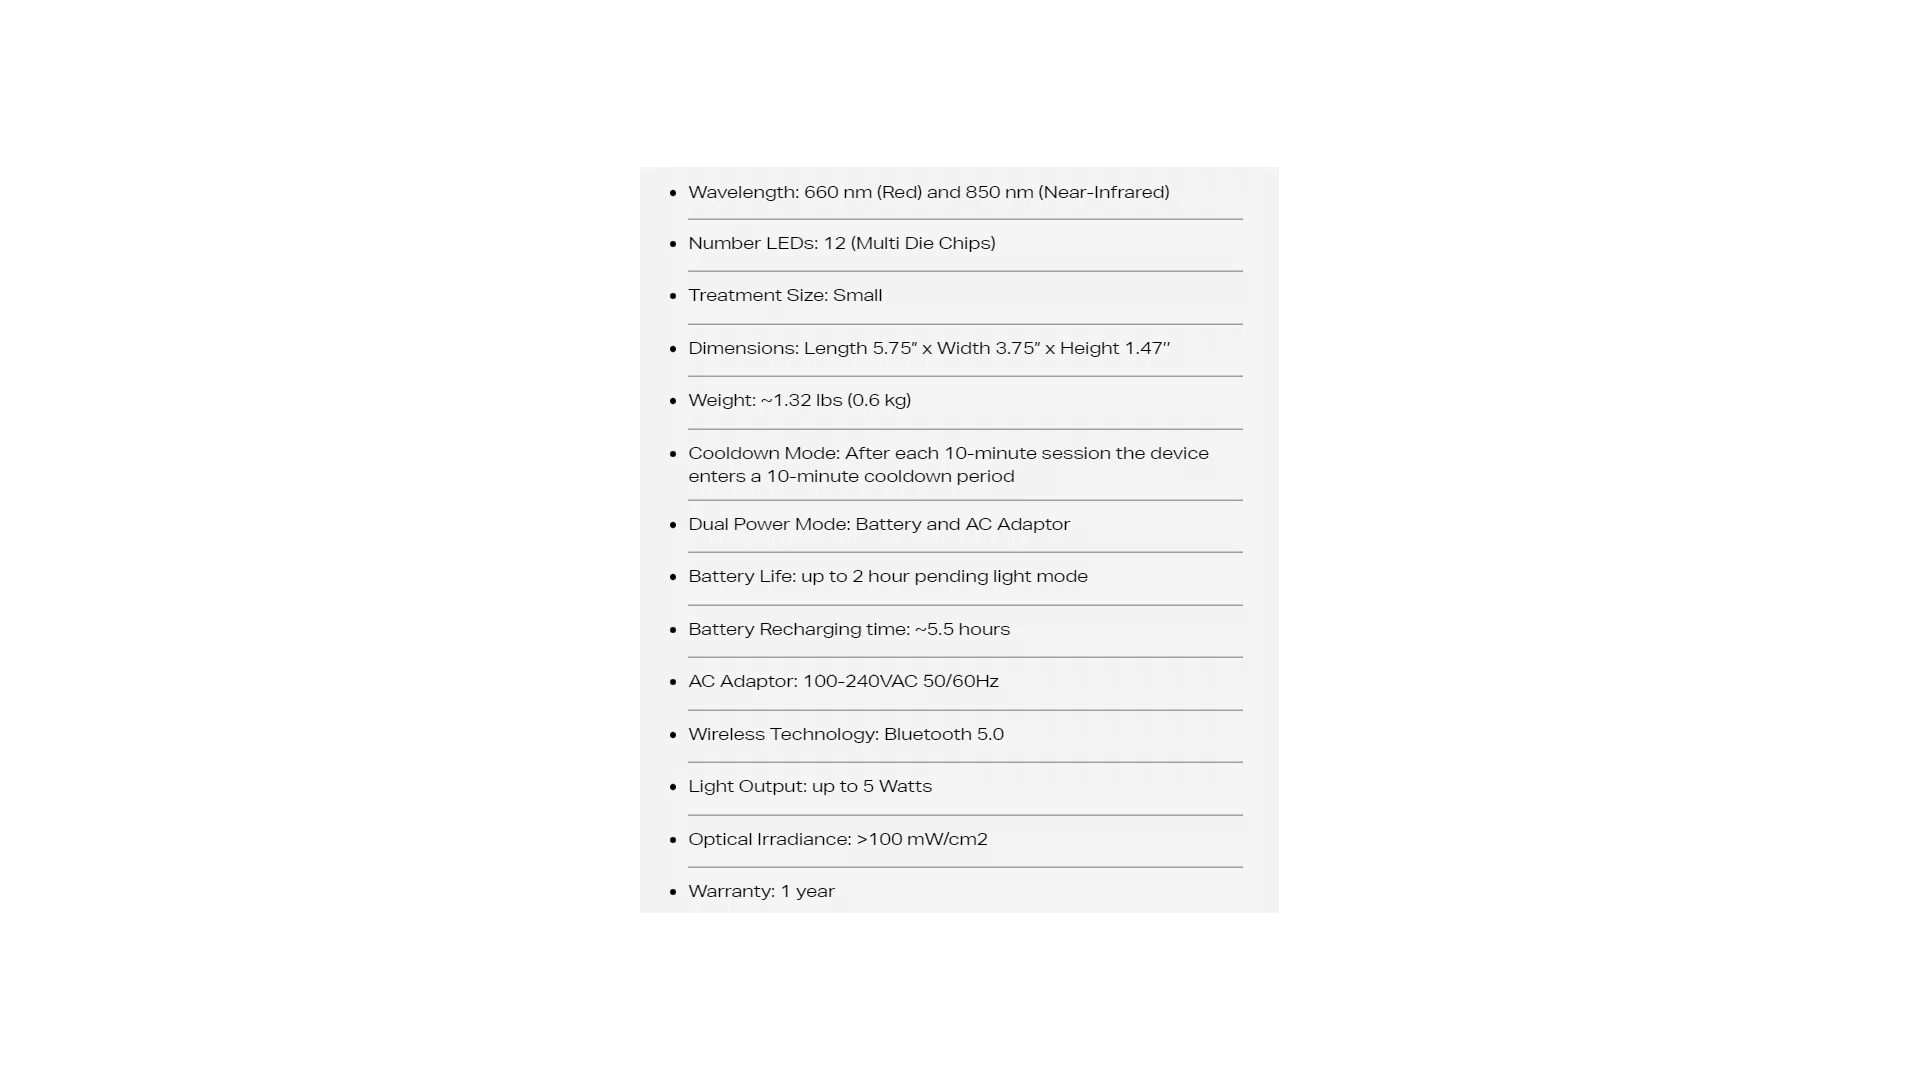 • Wavelength: 660 nm (Red) and 850 nm (Near-Infrared)
• Number LEDs: 12 (Multi Die Chips)
• Treatment Size: Small
• Dimensions: Length 5.75” x Width 3.75” x Height 1.47’’
• Weight: ~1.32 lbs (0.6 kg)
• Cooldown Mode: After each 10-minute session the device
enters a 10-minute cooldown period
• Dual Power Mode: Battery and AC Adaptor
• Battery Life: up to 2 hour pending light mode
• Battery Recharging time: ~5.5 hours
• AC Adaptor: 100-240VAC 50/60Hz
• Wireless Technology: Bluetooth 5.0
• Light Output: up to 5 Watts
• Optical Irradiance: >100 mW/cm2
• Warranty: 1 year